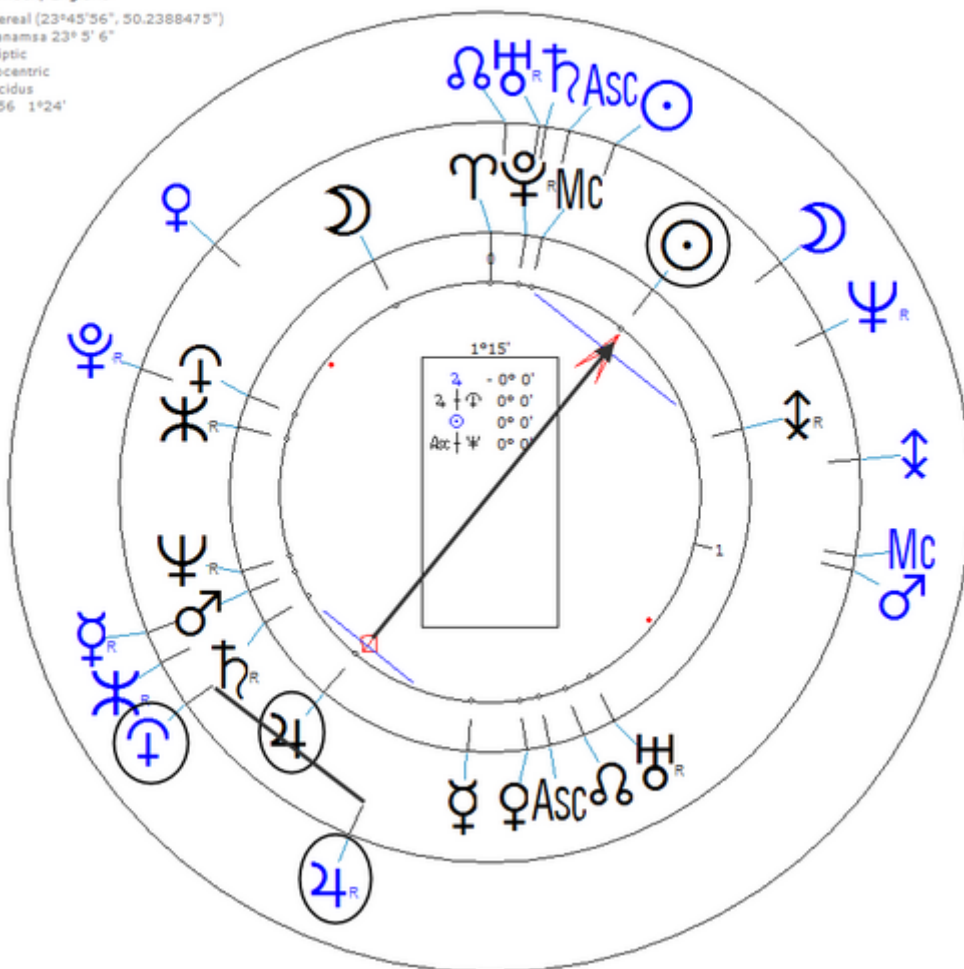 ereal (23°45'56", 50.2388475")
anamsa 23° 5' 6"
iptic
ocentric
cidus
56 1°24'
☊ ♅R ♄ Asc ☉
♈ ♇R Mc
☽ ☉ ☽
♀
♆R
♇R
0
1°15'
♃ - 0° 0'
♃ 0° 0'
☉ 0° 0'
Asc 0° 0'
R
R
1
Mc
♂
♆R
♂
☿R
♄R
R
♃
♃R
☿ ♀ Asc ☊ ♅R